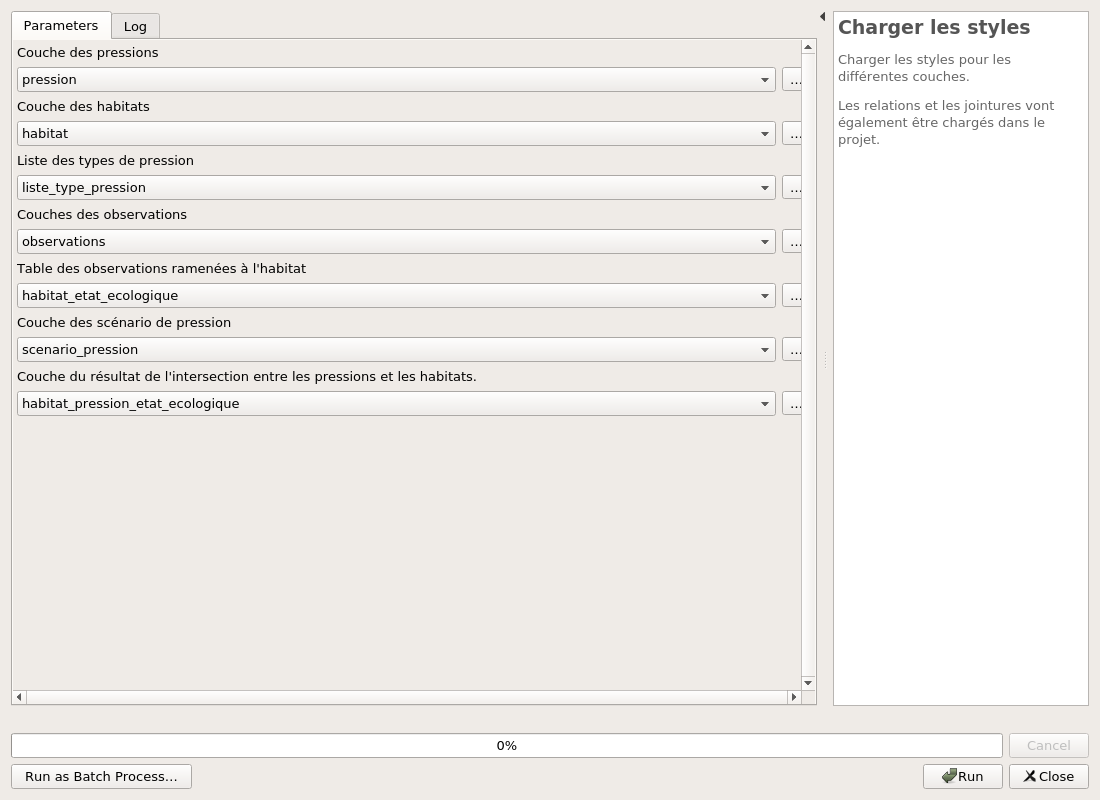 Parameters
Log
Couche des pressions
pression
...
Couche des habitats
habitat
...
Liste des types de pression
liste_type_pression
...
Couches des observations
observations
...
Table des observations ramenées à l'habitat
habitat_etat_ecologique
...
Couche des scénario de pression
scenario_pression
...
Couche du résultat de l'intersection entre les pressions et les habitats.
habitat_pression_etat_ecologique
...
Charger les styles
Charger les styles pour les
différentes couches.
Les relations et les jointures vont
également être chargés dans le
projet.
0%
Cancel
Run as Batch Process...
Run
Close